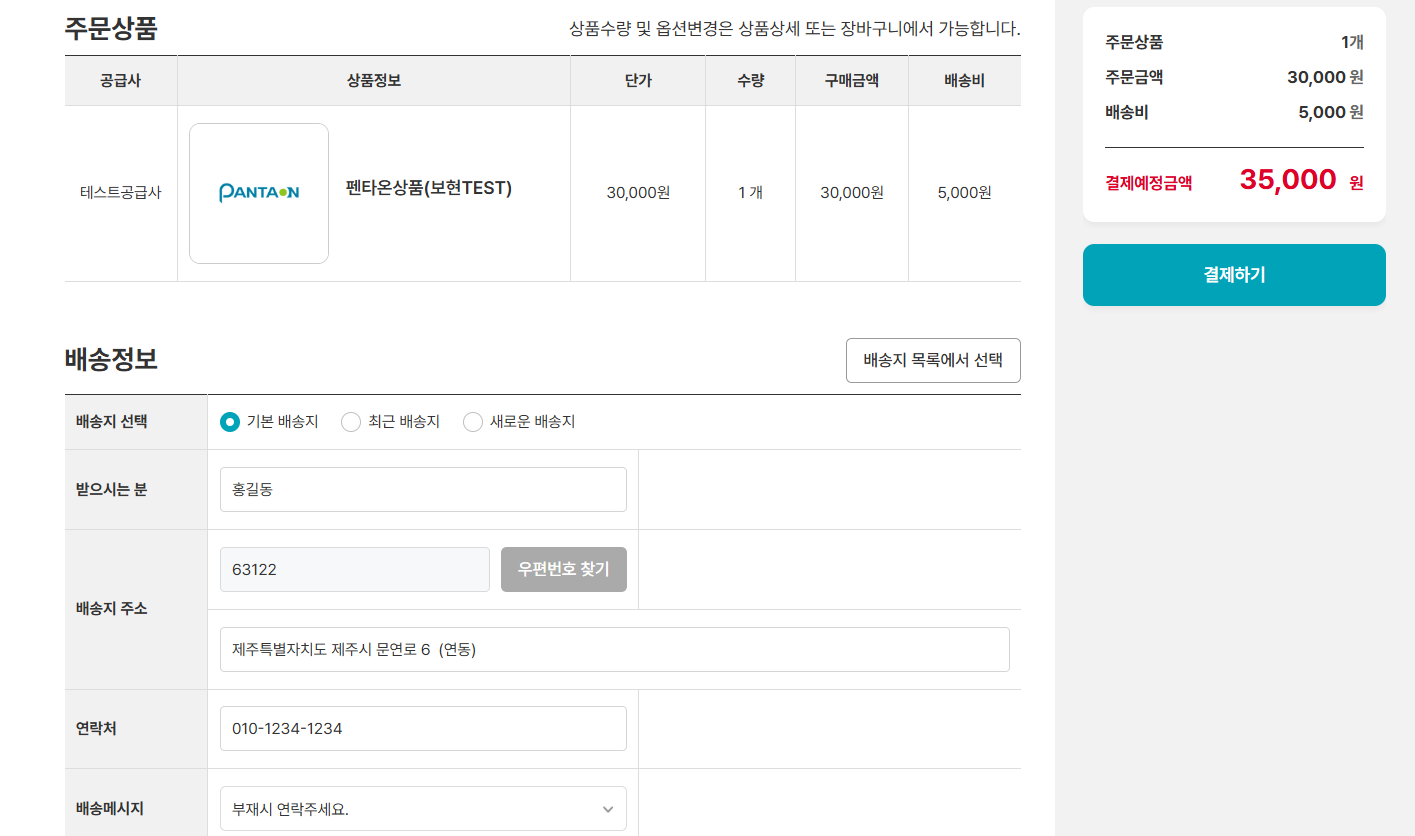 주문상품
상품수량 및 옵션변경은 상품상세 또는 장바구니에서 가능합니다.
공급사 상품정보 단가 수량 구매금액 배송비
테스트공급사 PANTAON 펜타온상품(보현TEST) 30,000원 1 개 30,000원 5,000원
배송정보
배송지 목록에서 선택
배송지 선택 기본 배송지 최근 배송지 새로운 배송지
받으시는 분 홍길동
배송지 주소 63122 우편번호 찾기
제주특별자치도 제주시 문연로 6 (연동)
연락처 010-1234-1234
배송메시지 부재시 연락주세요.
주문상품 1개
주문금액 30,000 원
배송비 5,000 원
결제예정금액 35,000 원
결제하기